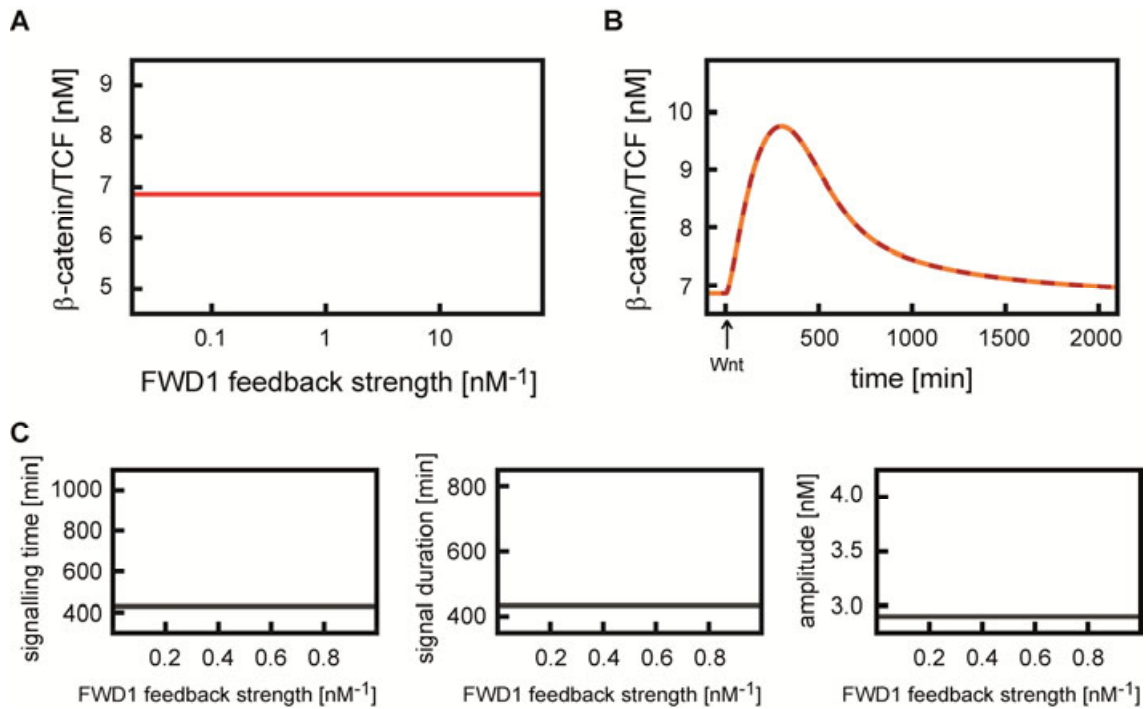 A
β-catenin/TCF [nM]
9
8
7
6
5
0.1 1 10
FWD1 feedback strength [nM-1]
B
β-catenin/TCF [nM]
10
9
8
7
500 1000 1500 2000
Wnt
time [min]
C
signalling time [min]
1000
800
600
400
0.2 0.4 0.6 0.8
FWD1 feedback strength [nM-1]
signal duration [min]
800
600
400
0.2 0.4 0.6 0.8
FWD1 feedback strength [nM-1]
amplitude [nM]
4.0
3.5
3.0
0.2 0.4 0.6 0.8
FWD1 feedback strength [nM-1]